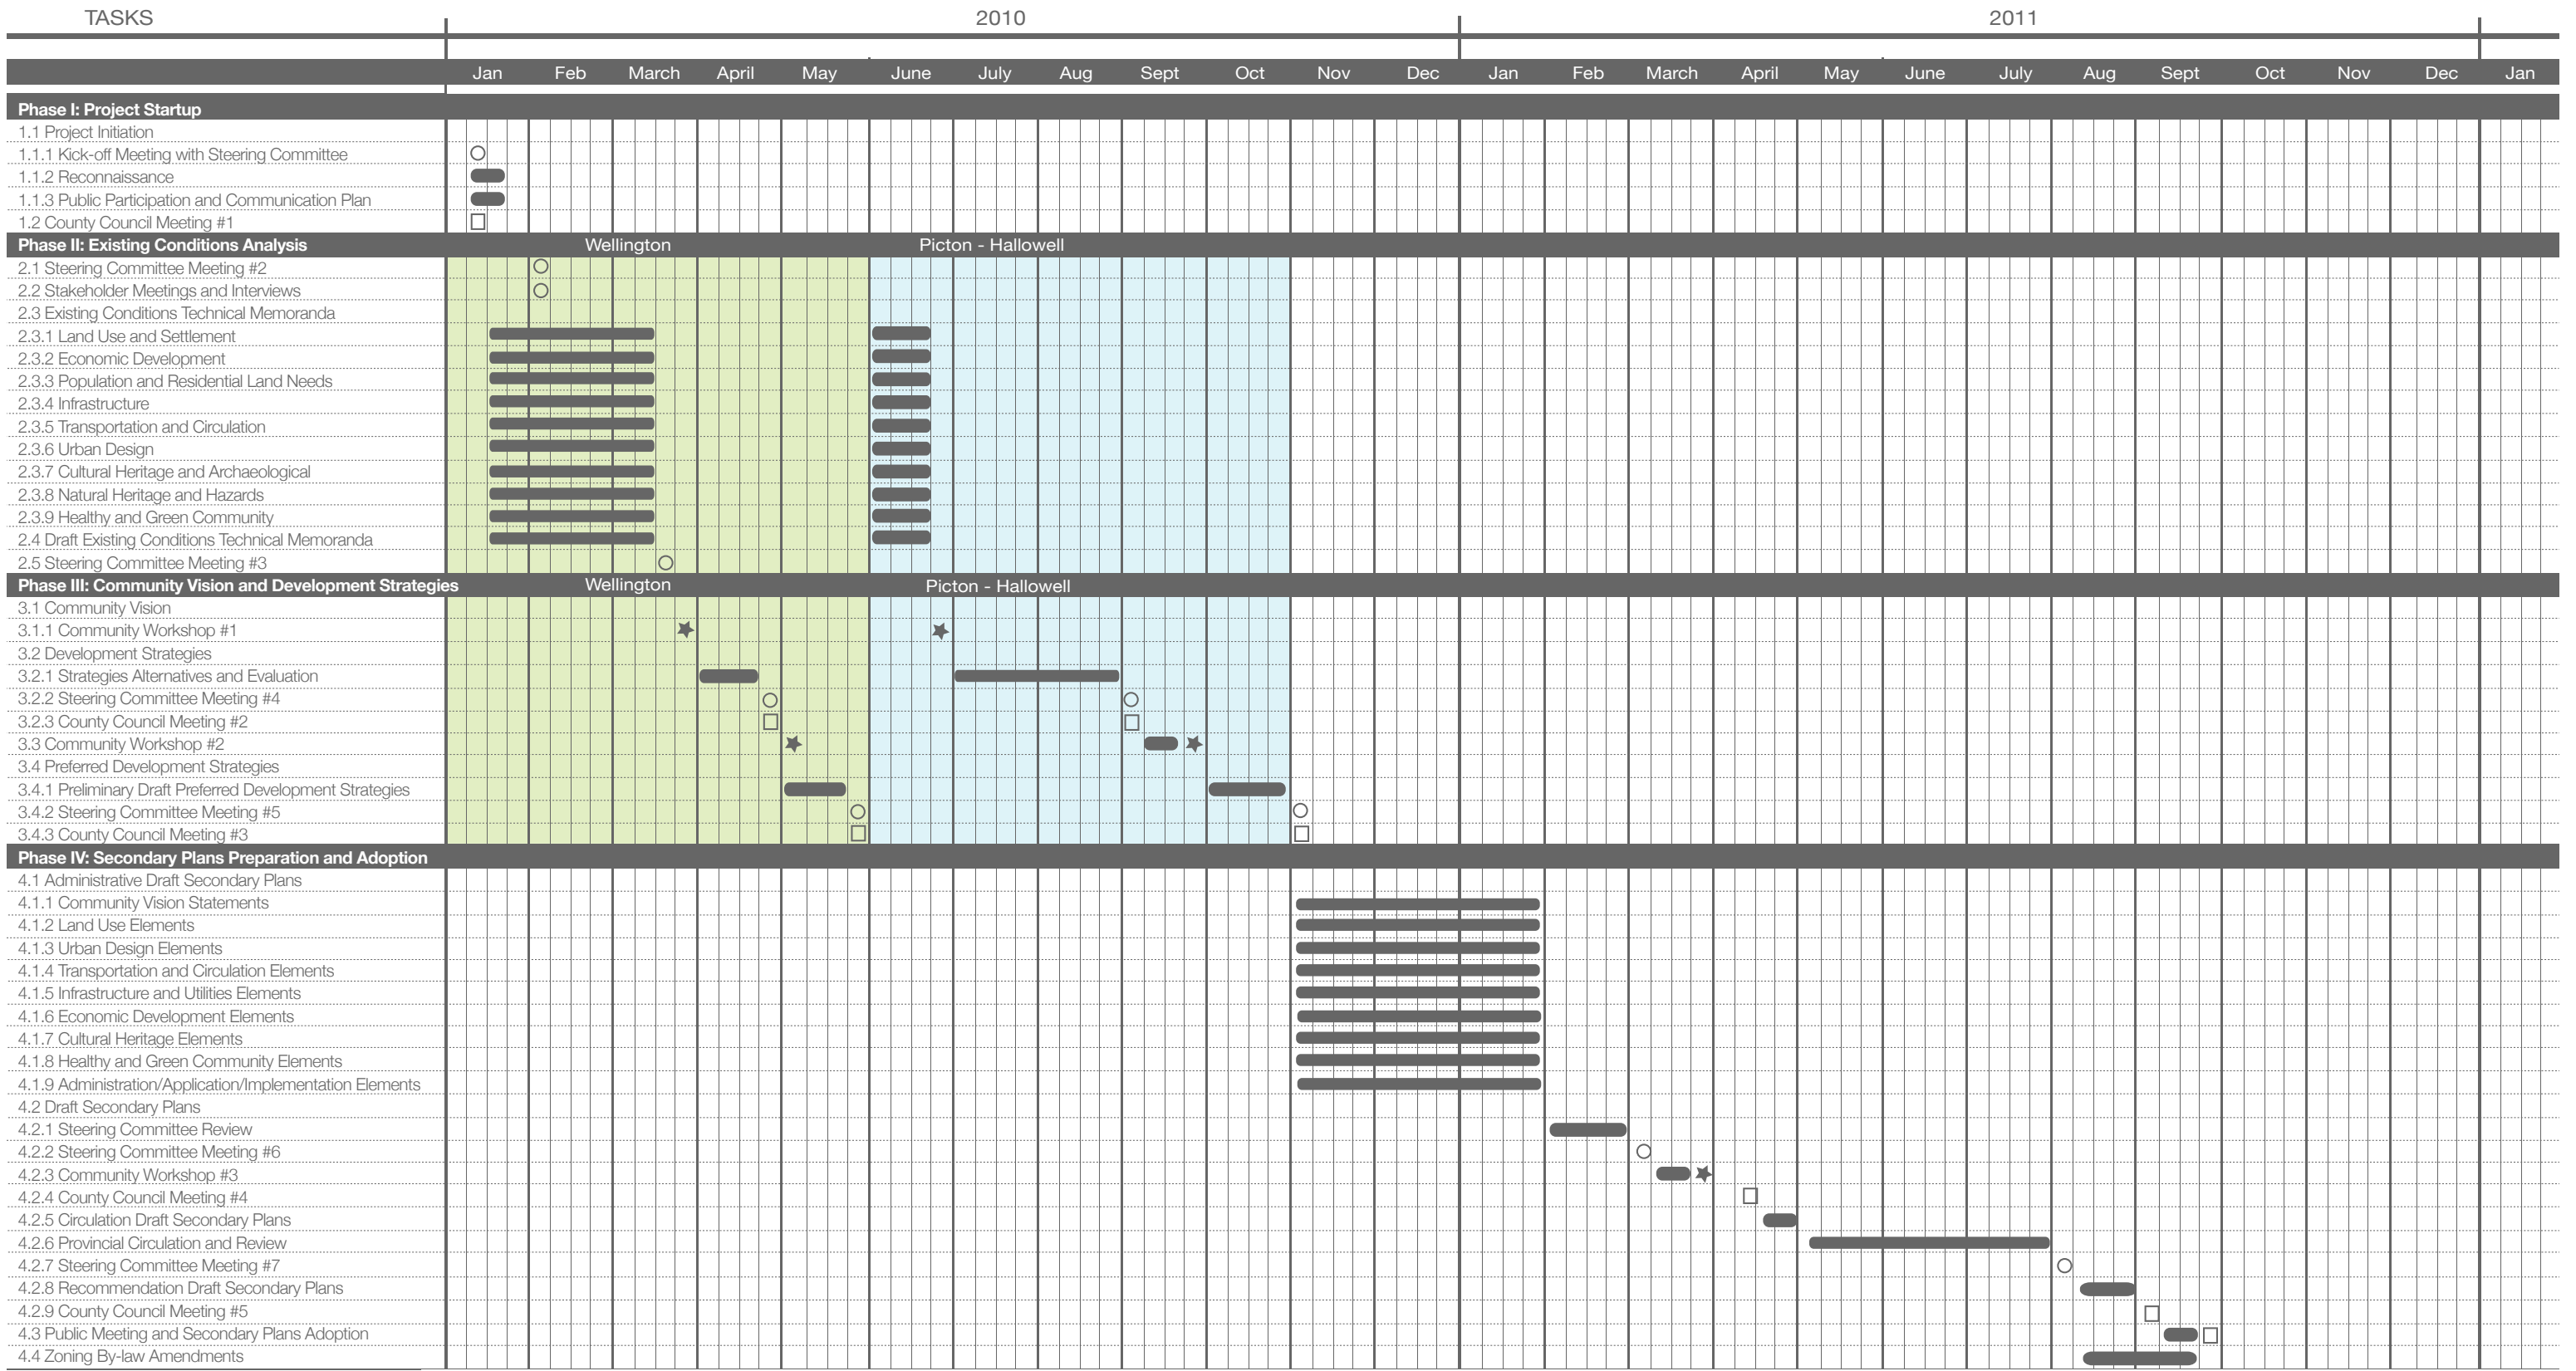 TASKS 2010 2011
Jan Feb March April May June July Aug Sept Oct Nov Dec Jan Feb March April May June July Aug Sept Oct Nov Dec Jan
Phase I: Project Startup
1.1 Project Initiation
1.1.1 Kick-off Meeting with Steering Committee
1.1.2 Reconnaissance
1.1.3 Public Participation and Communication Plan
1.2 County Council Meeting #1
Phase II: Existing Conditions Analysis Wellington Picton - Hallowell
2.1 Steering Committee Meeting #2
2.2 Stakeholder Meetings and Interviews
2.3 Existing Conditions Technical Memoranda
2.3.1 Land Use and Settlement
2.3.2 Economic Development
2.3.3 Population and Residential Land Needs
2.3.4 Infrastructure
2.3.5 Transportation and Circulation
2.3.6 Urban Design
2.3.7 Cultural Heritage and Archaeological
2.3.8 Natural Heritage and Hazards
2.3.9 Healthy and Green Community
2.4 Draft Existing Conditions Technical Memoranda
2.5 Steering Committee Meeting #3
Phase III: Community Vision and Development Strategies Wellington Picton - Hallowell
3.1 Community Vision
3.1.1 Community Workshop #1
3.2 Development Strategies
3.2.1 Strategies Alternatives and Evaluation
3.2.2 Steering Committee Meeting #4
3.2.3 County Council Meeting #2
3.3 Community Workshop #2
3.4 Preferred Development Strategies
3.4.1 Preliminary Draft Preferred Development Strategies
3.4.2 Steering Committee Meeting #5
3.4.3 County Council Meeting #3
Phase IV: Secondary Plans Preparation and Adoption
4.1 Administrative Draft Secondary Plans
4.1.1 Community Vision Statements
4.1.2 Land Use Elements
4.1.3 Urban Design Elements
4.1.4 Transportation and Circulation Elements
4.1.5 Infrastructure and Utilities Elements
4.1.6 Economic Development Elements
4.1.7 Cultural Heritage Elements
4.1.8 Healthy and Green Community Elements
4.1.9 Administration/Application/Implementation Elements
4.2 Draft Secondary Plans
4.2.1 Steering Committee Review
4.2.2 Steering Committee Meeting #6
4.2.3 Community Workshop #3
4.2.4 County Council Meeting #4
4.2.5 Circulation Draft Secondary Plans
4.2.6 Provincial Circulation and Review
4.2.7 Steering Committee Meeting #7
4.2.8 Recommendation Draft Secondary Plans
4.2.9 County Council Meeting #5
4.3 Public Meeting and Secondary Plans Adoption
4.4 Zoning By-law Amendments